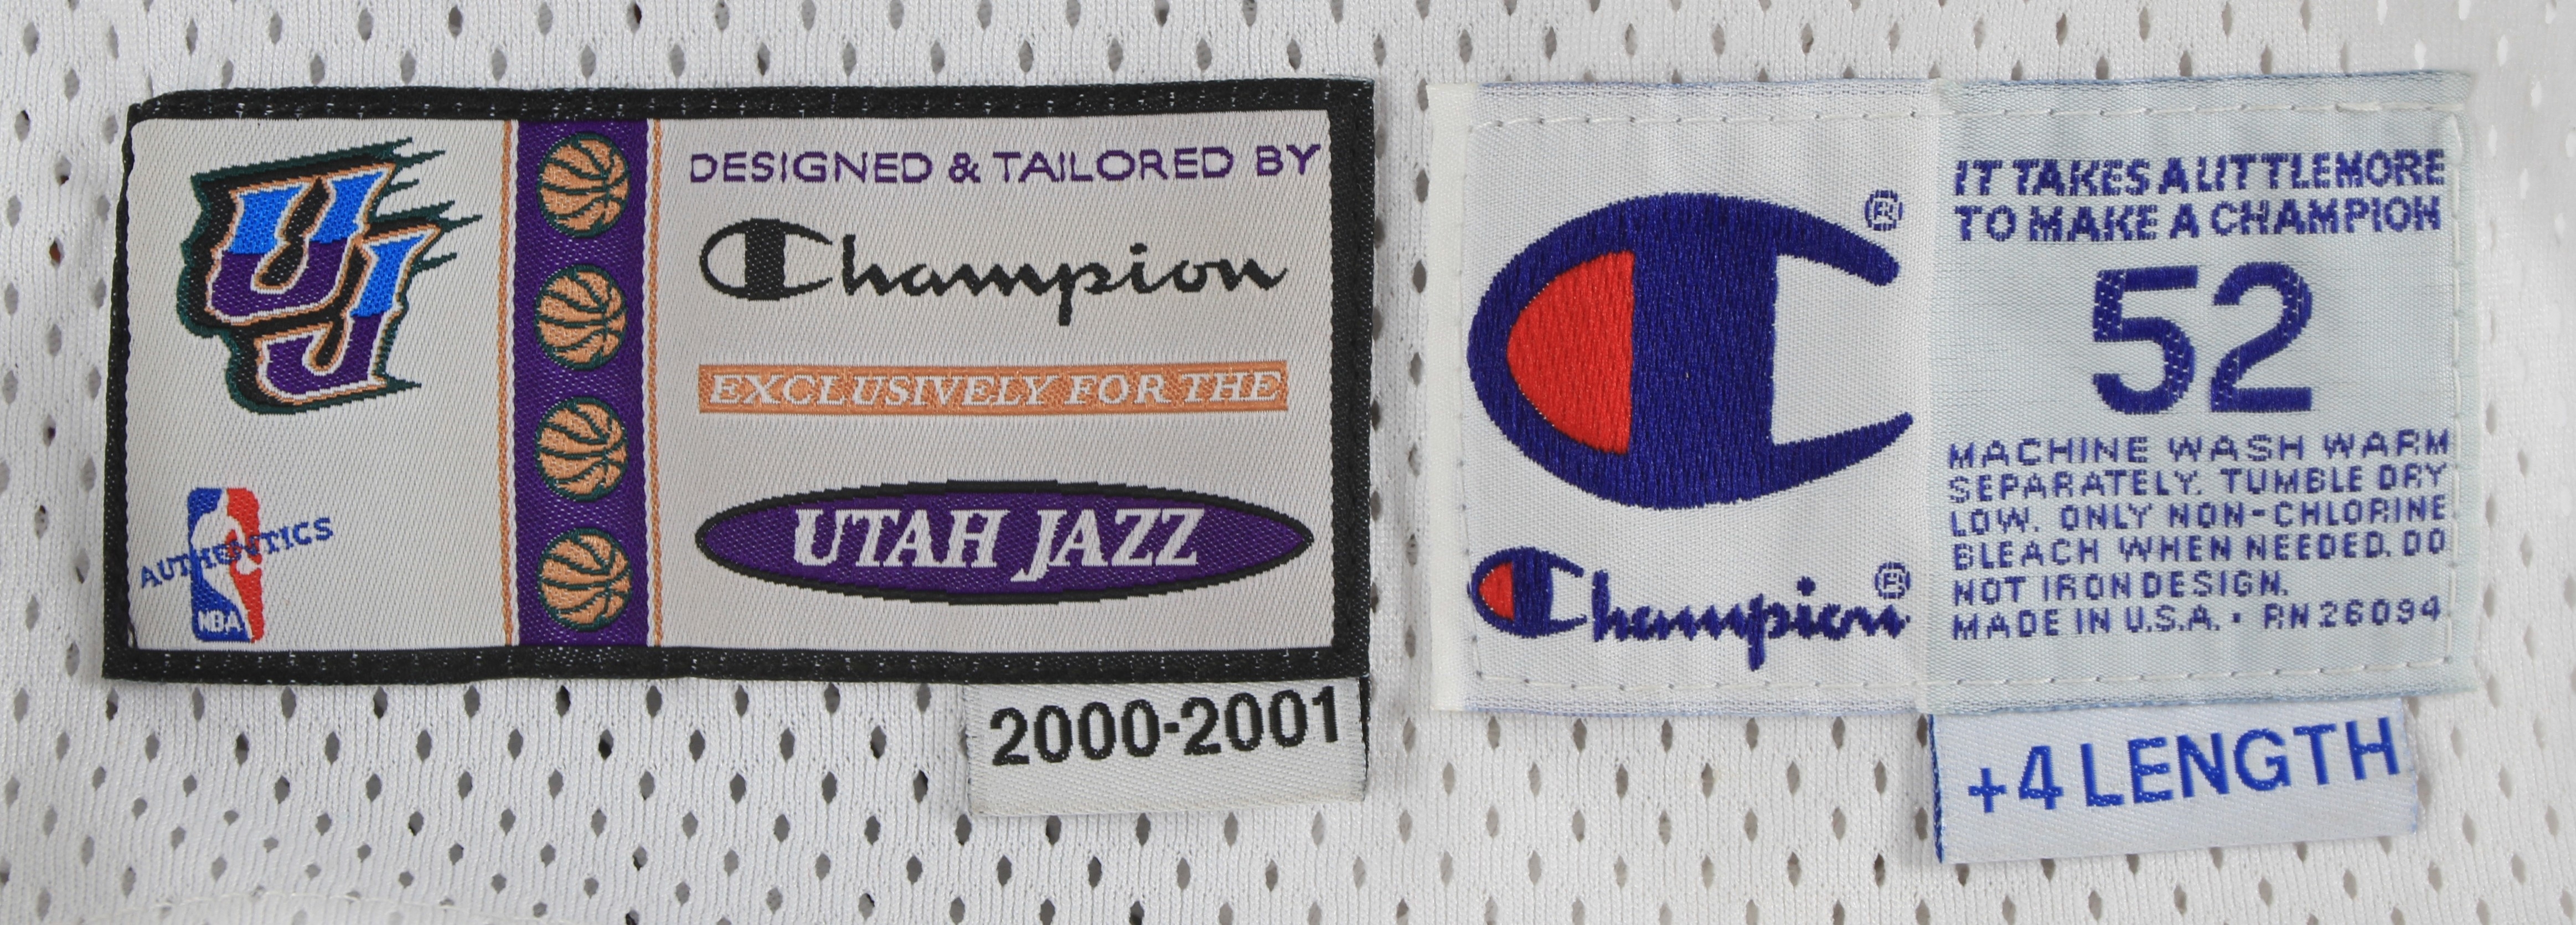 UJ
DESIGNED & TAILORED BY
Champion
EXCLUSIVELY FOR THE
UTAH JAZZ
AUTHENTICS
NBA
2000-2001
®
Champion®
IT TAKES A LITTLE MORE
TO MAKE A CHAMPION
52
MACHINE WASH WARM
SEPARATELY. TUMBLE DRY
LOW. ONLY NON-CHLORINE
BLEACH WHEN NEEDED. DO
NOT IRON DESIGN.
MADE IN U.S.A. • RN 26094
+4 LENGTH